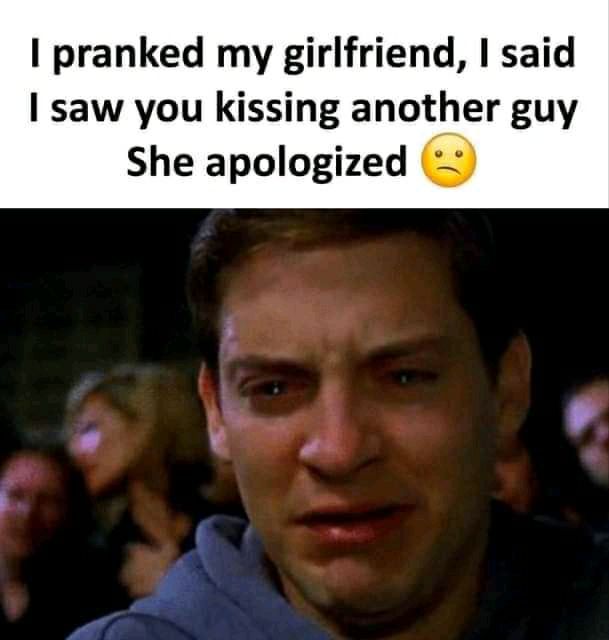 I pranked my girlfriend, I said
I saw you kissing another guy
She apologized 😕